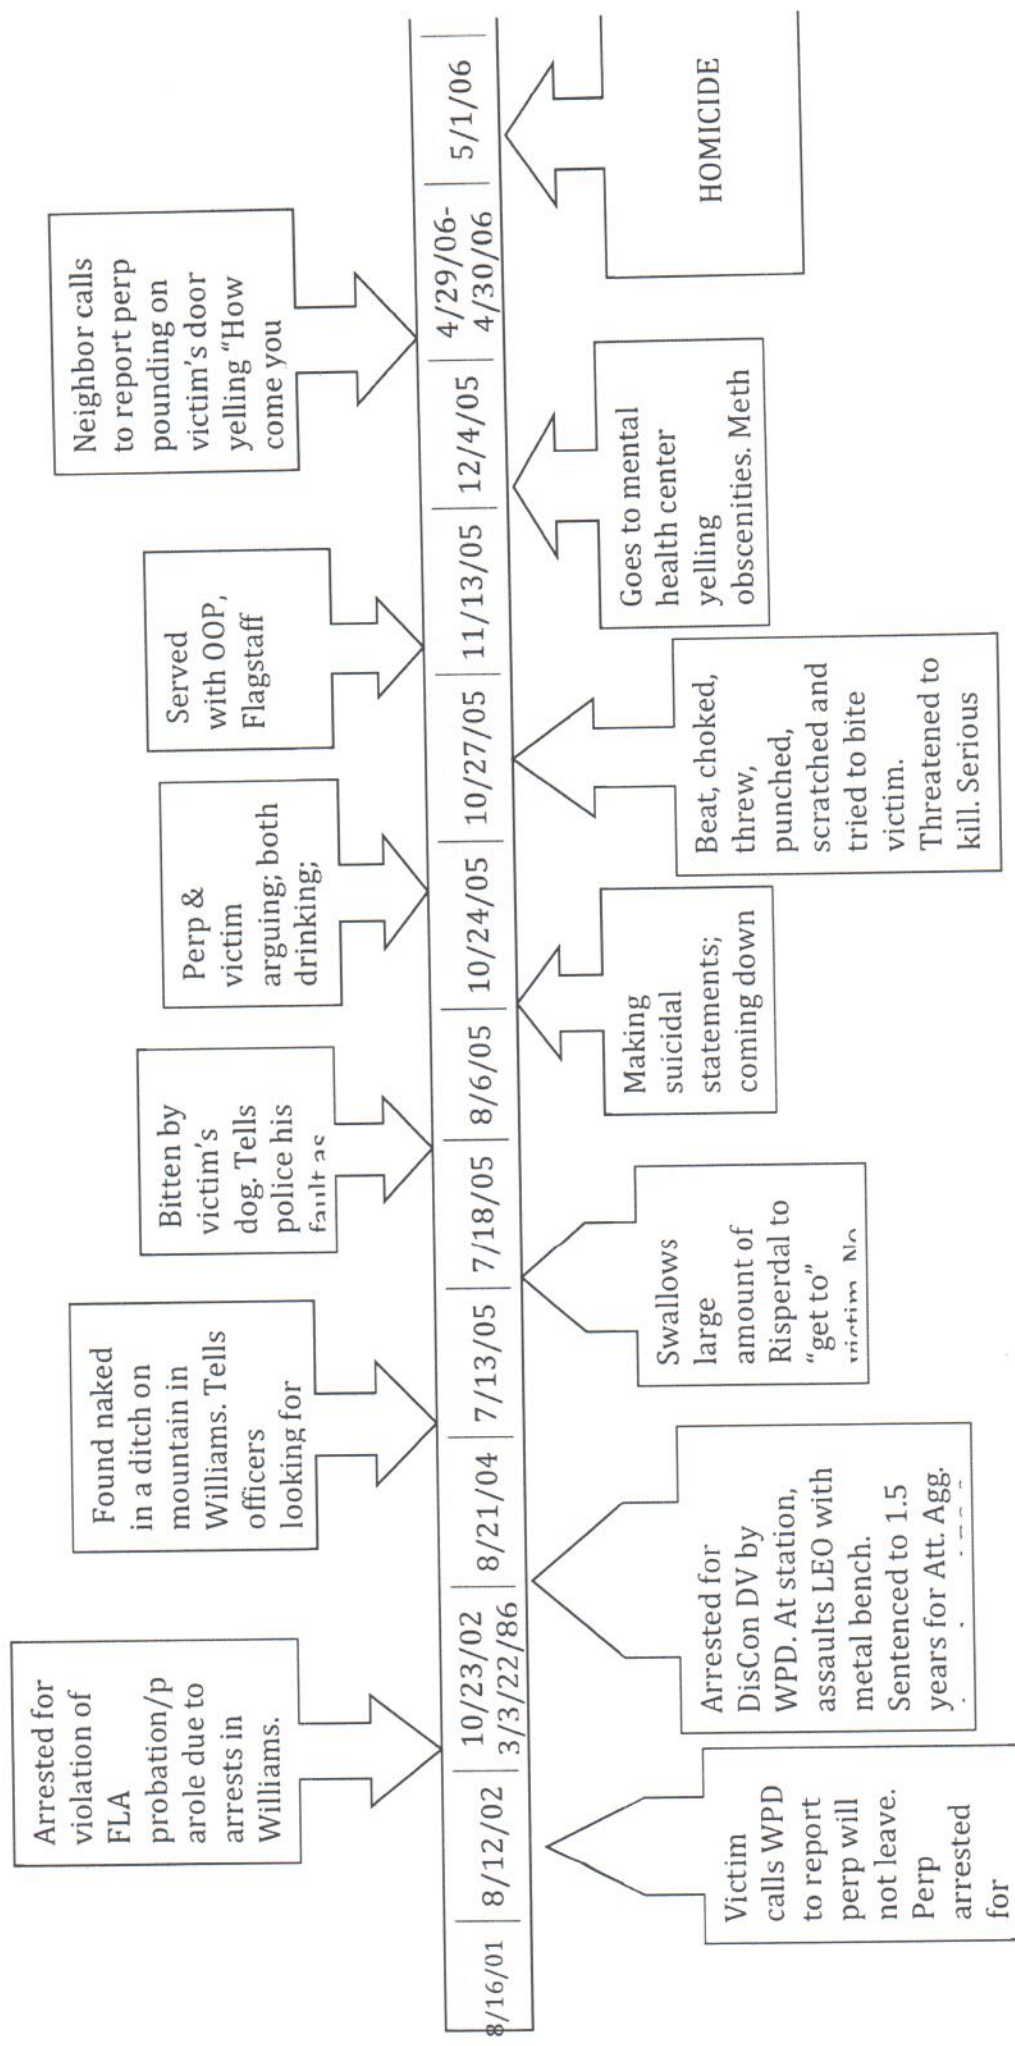 Arrested for
violation of
FLA
probation/p
arole due to
arrests in
Williams.
Found naked
in a ditch on
mountain in
Williams. Tells
officers
looking for
Bitten by
victim's
dog. Tells
police his
fault as
Perp &
victim
arguing; both
drinking;
Served
with OOP,
Flagstaff
Neighbor calls
to report perp
pounding on
victim's door
yelling "How
come you
8/16/01
8/12/02
10/23/02
3/3/22/86
8/21/04
7/13/05
7/18/05
8/6/05
10/24/05
10/27/05
11/13/05
12/4/05
4/29/06-
4/30/06
5/1/06
Victim
calls WPD
to report
perp will
not leave.
Perp
arrested
for
Arrested for
DisCon DV by
WPD. At station,
assaults LEO with
metal bench.
Sentenced to 1.5
years for Att. Agg.
Swallows
large
amount of
Risperdal to
"get to"
victim. No
Making
suicidal
statements;
coming down
Beat, choked,
threw,
punched,
scratched and
tried to bite
victim.
Threatened to
kill. Serious
Goes to mental
health center
yelling
obscenities. Meth
HOMICIDE